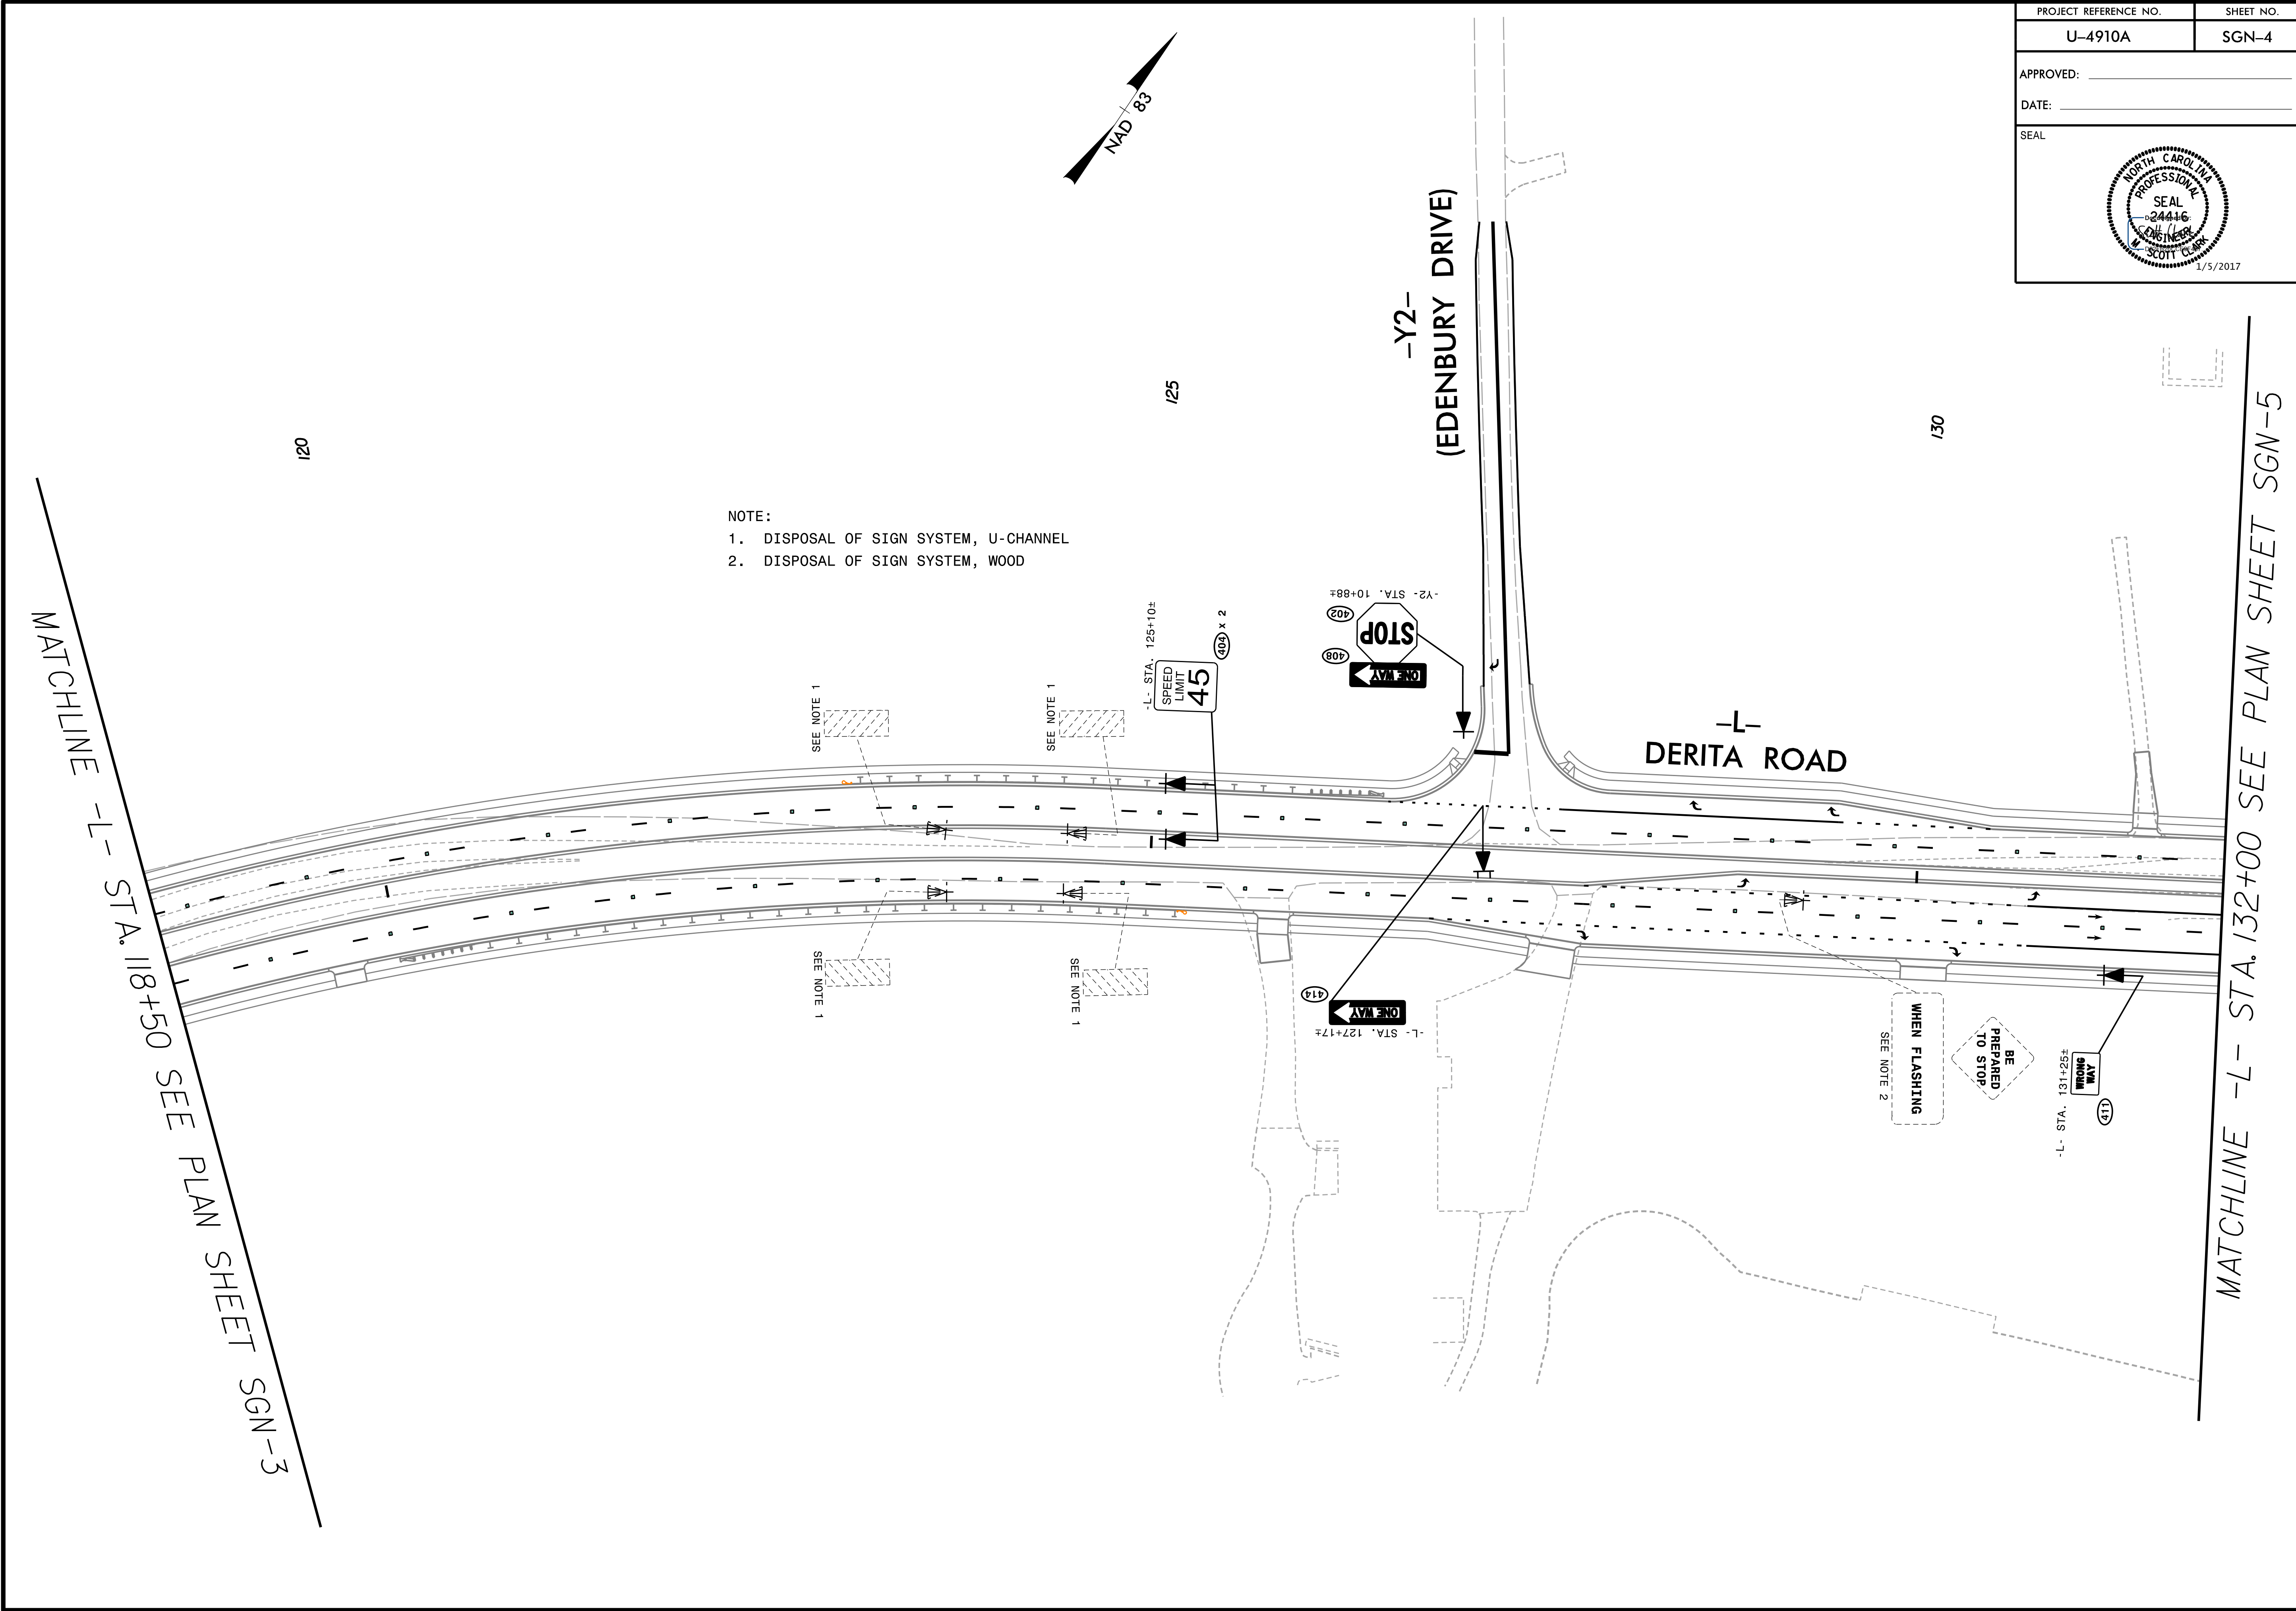 PROJECT REFERENCE NO.
SHEET NO.
U–4910A
SGN–4
APPROVED:
DATE:
SEAL
NORTH CAROLINA
PROFESSIONAL
SEAL
24416
ENGINEER
SCOTT CLARK
1/5/2017
NAD 83
–Y2–
(EDENBURY DRIVE)
120
125
130
NOTE:
1. DISPOSAL OF SIGN SYSTEM, U-CHANNEL
2. DISPOSAL OF SIGN SYSTEM, WOOD
MATCHLINE -L- STA. 118+50 SEE PLAN SHEET SGN-3
SEE NOTE 1
SEE NOTE 1
-L- STA. 125+10±
SPEED
LIMIT
45
404 x 2
-Y2- STA. 10+88±
402
STOP
408
ONE WAY
–L–
DERITA ROAD
SEE NOTE 1
SEE NOTE 1
414
ONE WAY
-L- STA. 127+17±
SEE NOTE 2
WHEN FLASHING
BE
PREPARED
TO STOP
-L- STA. 131+25±
WRONG
WAY
411
MATCHLINE -L- STA. 132+00 SEE PLAN SHEET SGN-5